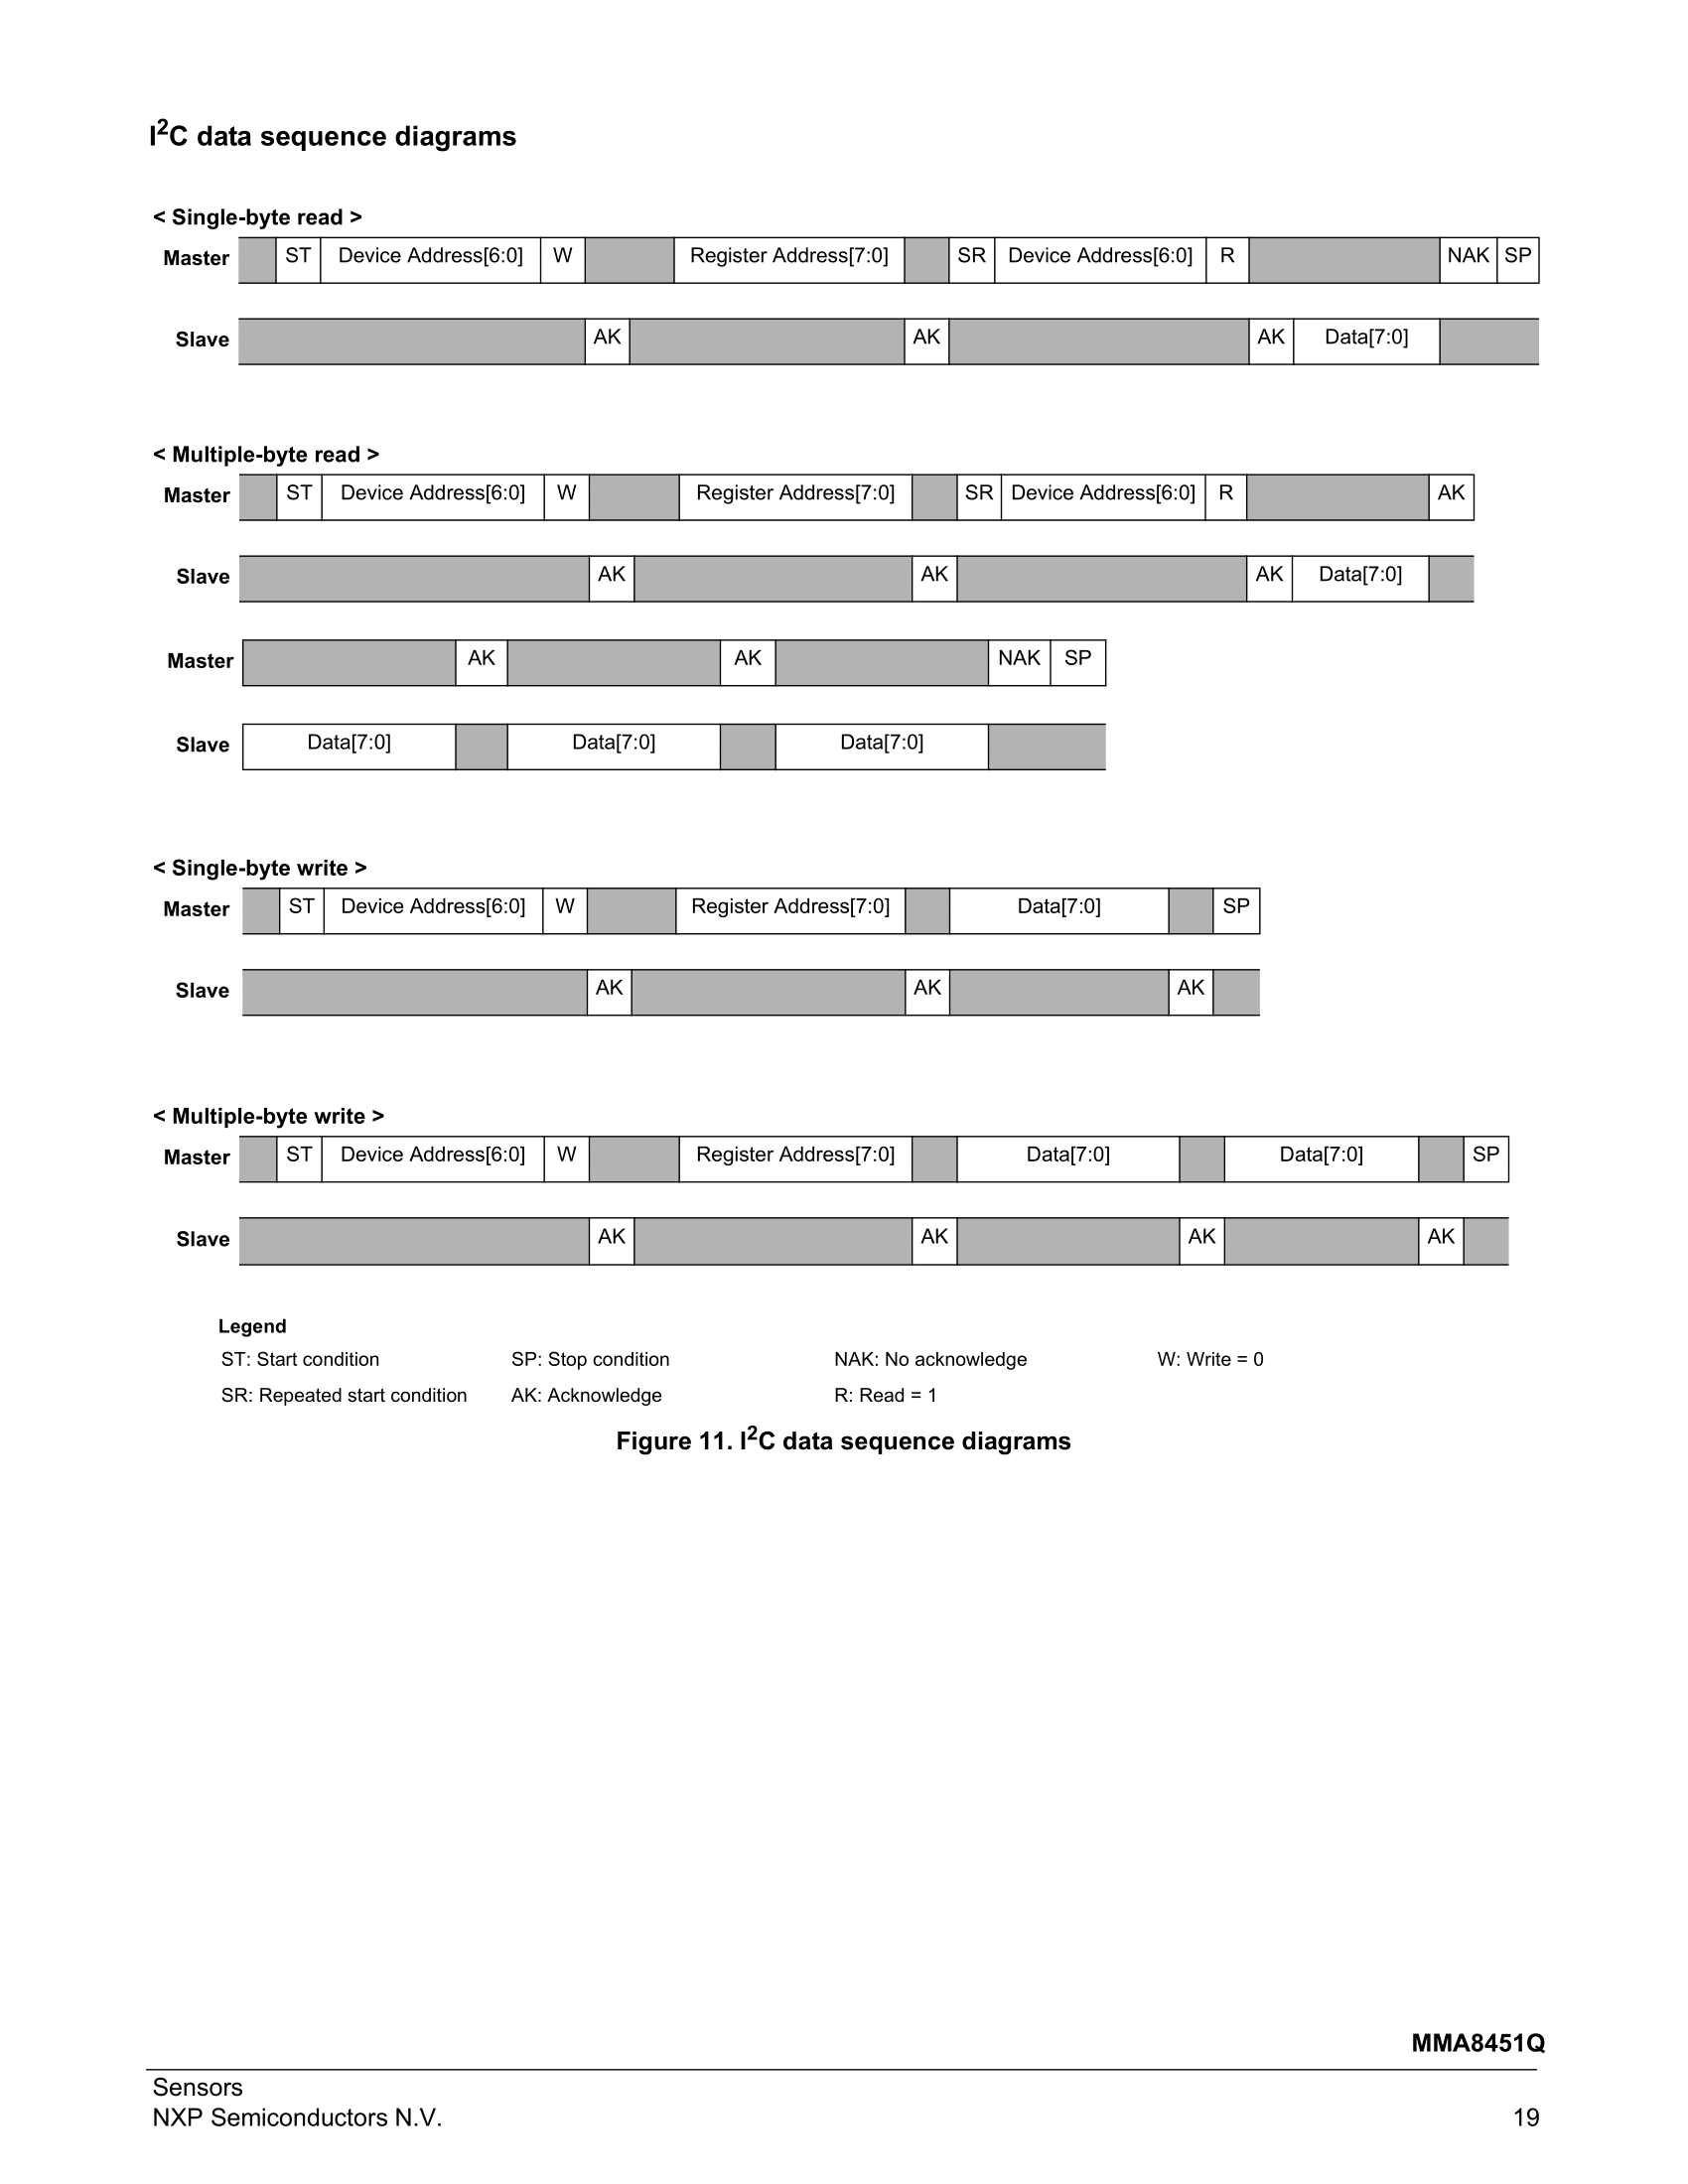 I²C data sequence diagrams
< Single-byte read >
Master ST Device Address[6:0] W Register Address[7:0] SR Device Address[6:0] R NAK SP
Slave AK AK AK Data[7:0]
< Multiple-byte read >
Master ST Device Address[6:0] W Register Address[7:0] SR Device Address[6:0] R AK
Slave AK AK AK Data[7:0]
Master AK AK NAK SP
Slave Data[7:0] Data[7:0] Data[7:0]
< Single-byte write >
Master ST Device Address[6:0] W Register Address[7:0] Data[7:0] SP
Slave AK AK AK
< Multiple-byte write >
Master ST Device Address[6:0] W Register Address[7:0] Data[7:0] Data[7:0] SP
Slave AK AK AK AK
Legend
ST: Start condition SP: Stop condition NAK: No acknowledge W: Write = 0
SR: Repeated start condition AK: Acknowledge R: Read = 1
Figure 11. I²C data sequence diagrams
MMA8451Q
Sensors
NXP Semiconductors N.V. 19